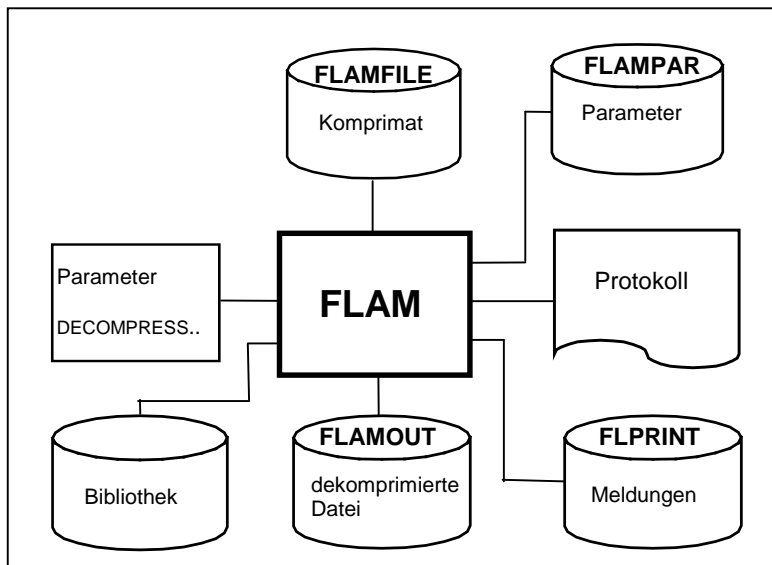 FLAMFILE
Komprimat
FLAMPAR
Parameter
Parameter
DECOMPRESS..
FLAM
Protokoll
Bibliothek
FLAMOUT
dekomprimierte
Datei
FLPRINT
Meldungen